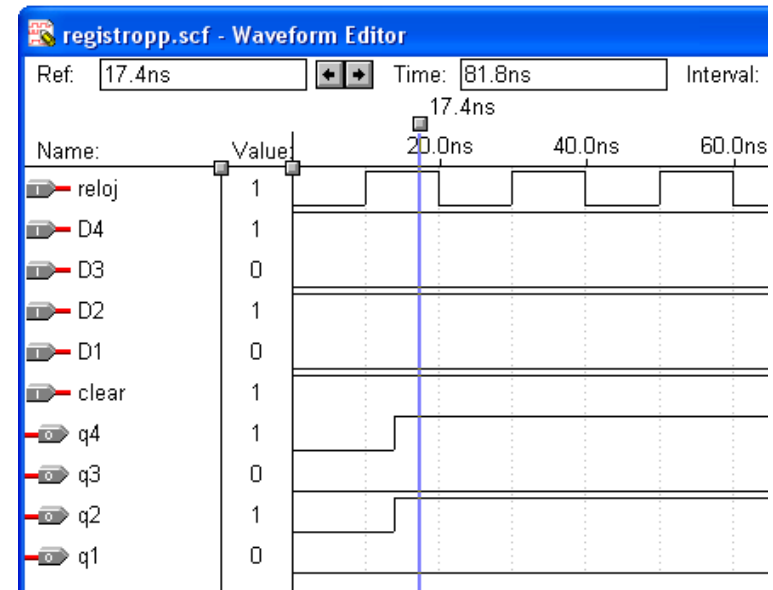 registropp.scf - Waveform Editor
Ref: 17.4ns Time: 81.8ns Interval:
17.4ns
Name: Value: 20.0ns 40.0ns 60.0ns
reloj 1
D4 1
D3 0
D2 1
D1 0
clear 1
q4 1
q3 0
q2 1
q1 0